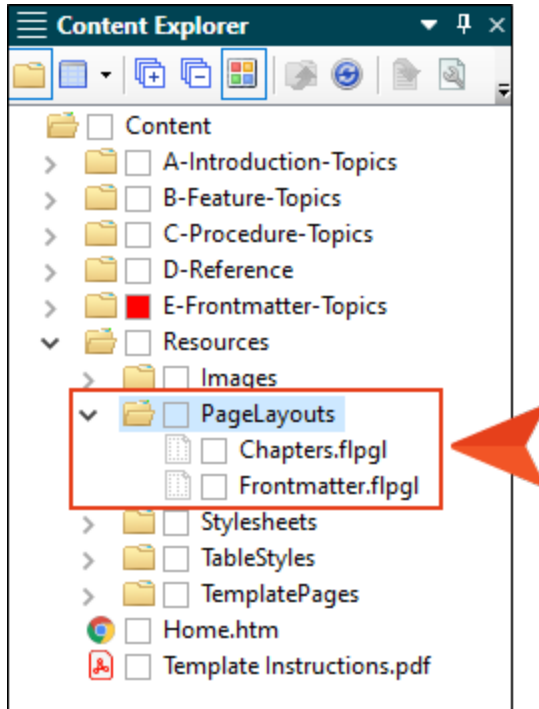 Content Explorer
Content
A-Introduction-Topics
B-Feature-Topics
C-Procedure-Topics
D-Reference
E-Frontmatter-Topics
Resources
Images
PageLayouts
Chapters.flpgl
Frontmatter.flpgl
Stylesheets
TableStyles
TemplatePages
Home.htm
Template Instructions.pdf